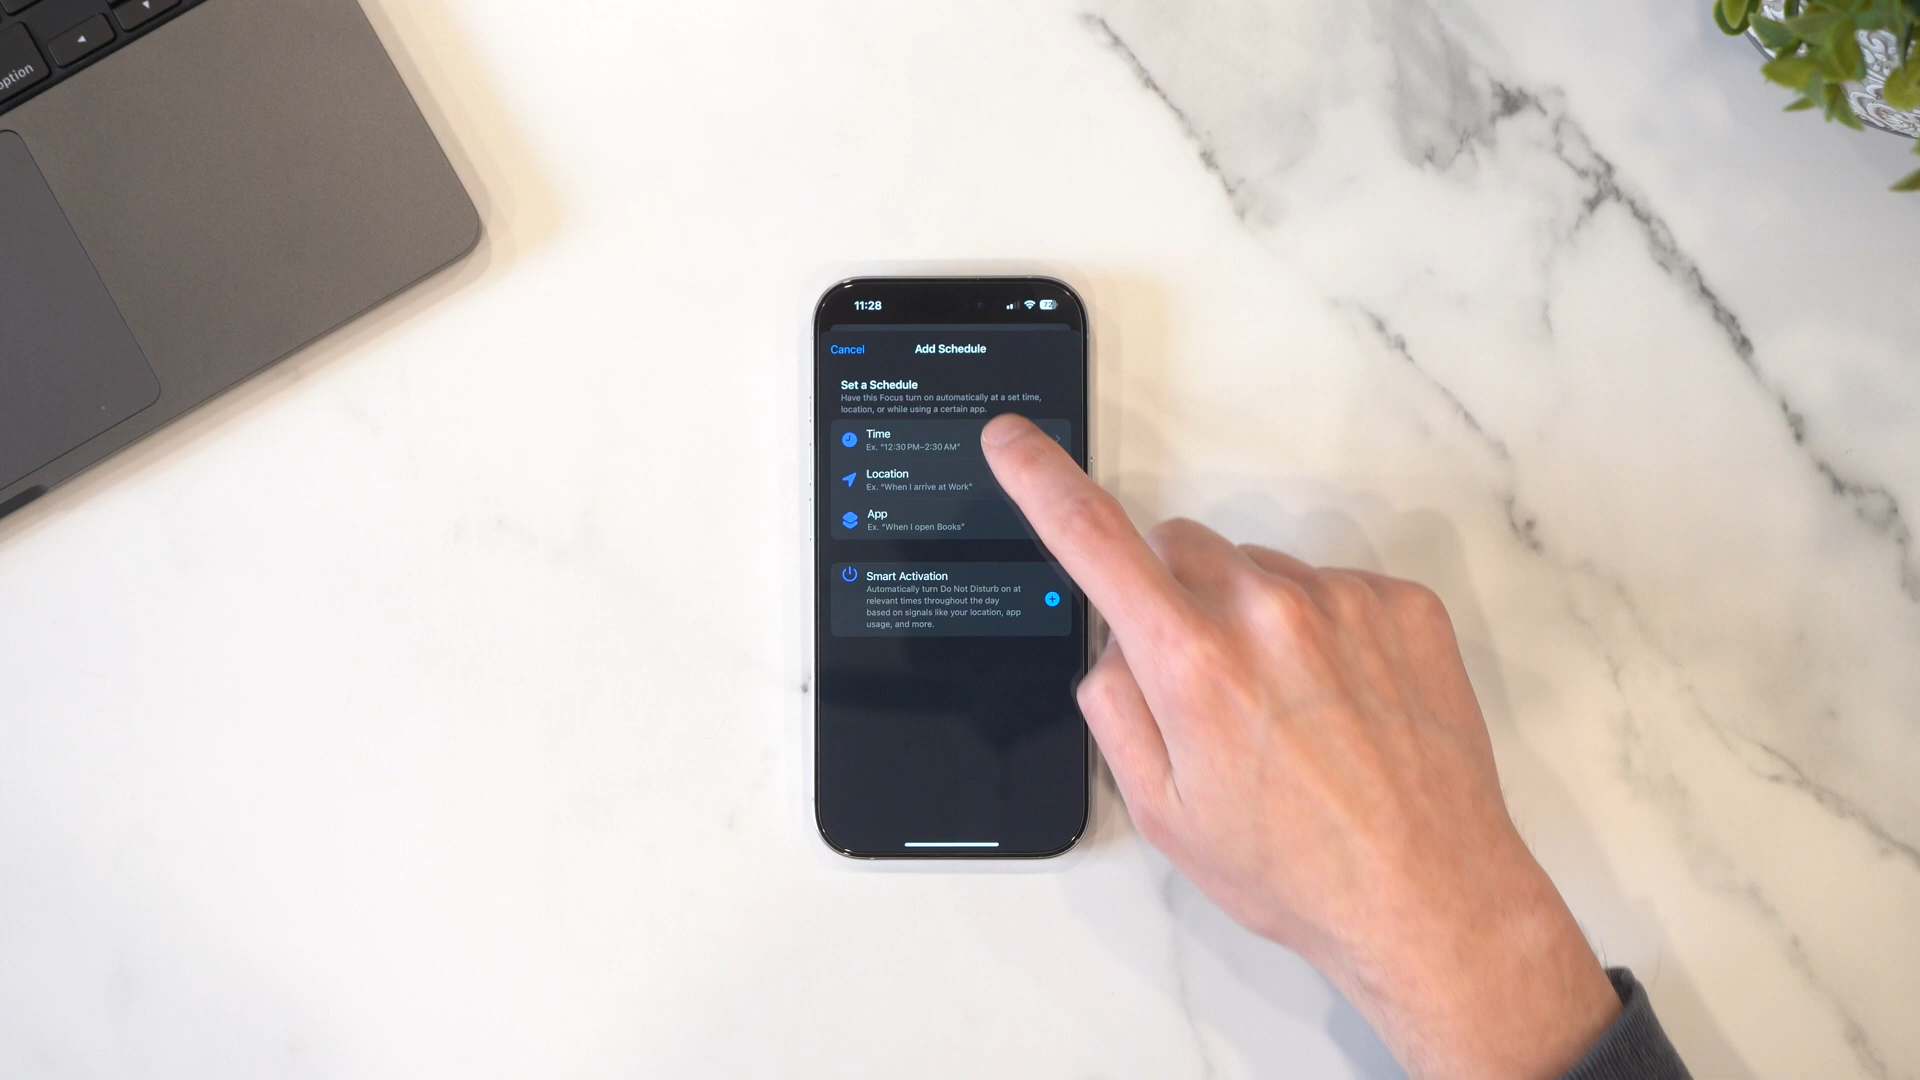 option
11:28
Cancel
Add Schedule
Set a Schedule
Have this Focus turn on automatically at a set time,
location, or while using a certain app.
Time
Ex. "12:30 PM–2:30 AM"
Location
Ex. "When I arrive at Work"
App
Ex. "When I open Books"
Smart Activation
Automatically turn Do Not Disturb on at
relevant times throughout the day
based on signals like your location, app
usage, and more.